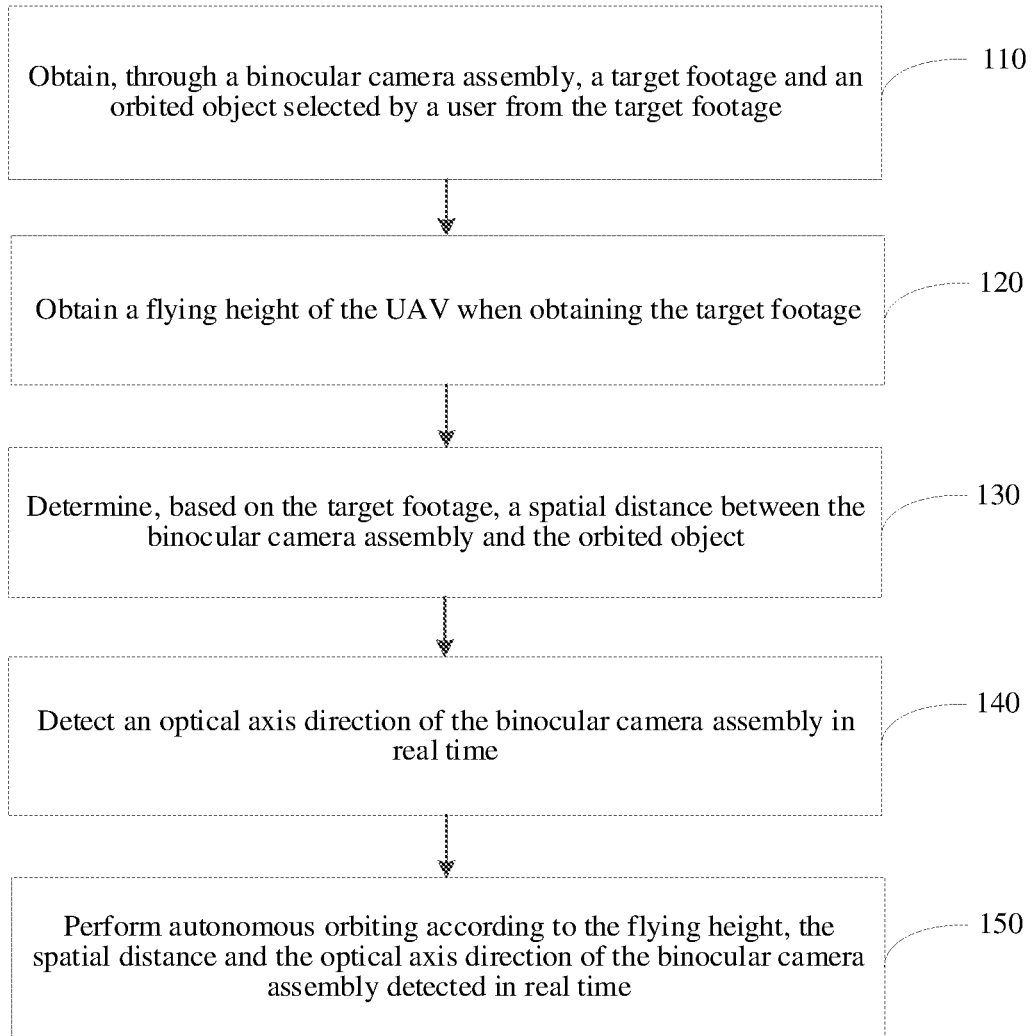 110
Obtain, through a binocular camera assembly, a target footage and an
orbited object selected by a user from the target footage
120
Obtain a flying height of the UAV when obtaining the target footage
130
Determine, based on the target footage, a spatial distance between the
binocular camera assembly and the orbited object
140
Detect an optical axis direction of the binocular camera assembly in
real time
150
Perform autonomous orbiting according to the flying height, the
spatial distance and the optical axis direction of the binocular camera
assembly detected in real time